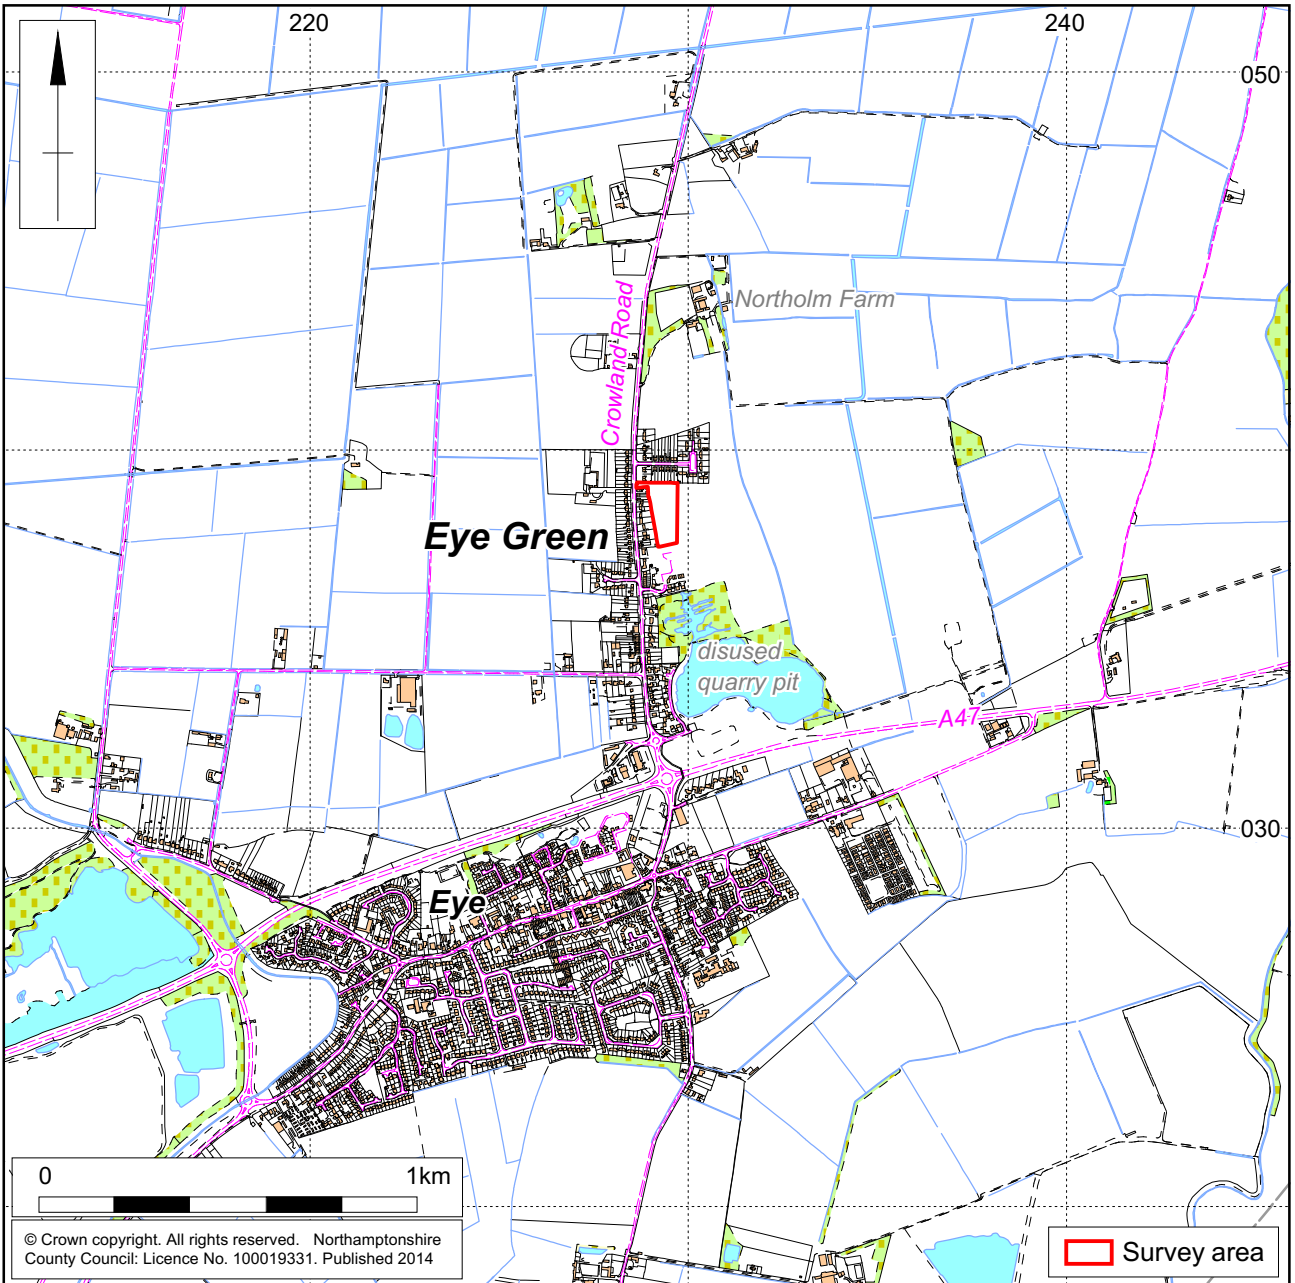 220
240
050
Northolm Farm
Crowland Road
Eye Green
disused
quarry pit
A47
030
Eye
0 1km
© Crown copyright. All rights reserved. Northamptonshire
County Council: Licence No. 100019331. Published 2014
Survey area